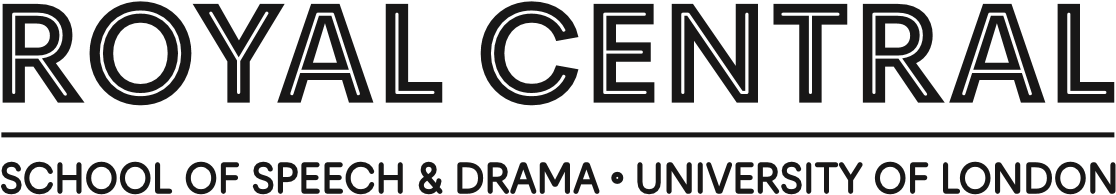 ROYAL CENTRAL
SCHOOL OF SPEECH & DRAMA • UNIVERSITY OF LONDON